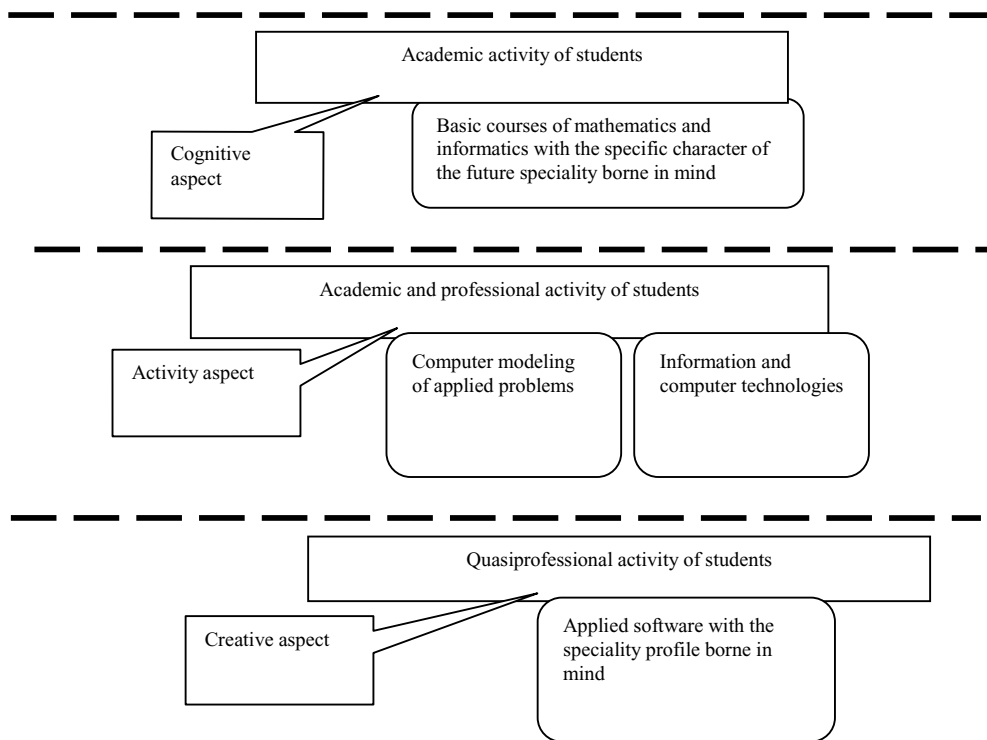 Academic activity of students
Basic courses of mathematics and
informatics with the specific character of
the future speciality borne in mind
Cognitive
aspect
Academic and professional activity of students
Activity aspect
Computer modeling
of applied problems
Information and
computer technologies
Quasiprofessional activity of students
Creative aspect
Applied software with the
speciality profile borne in
mind